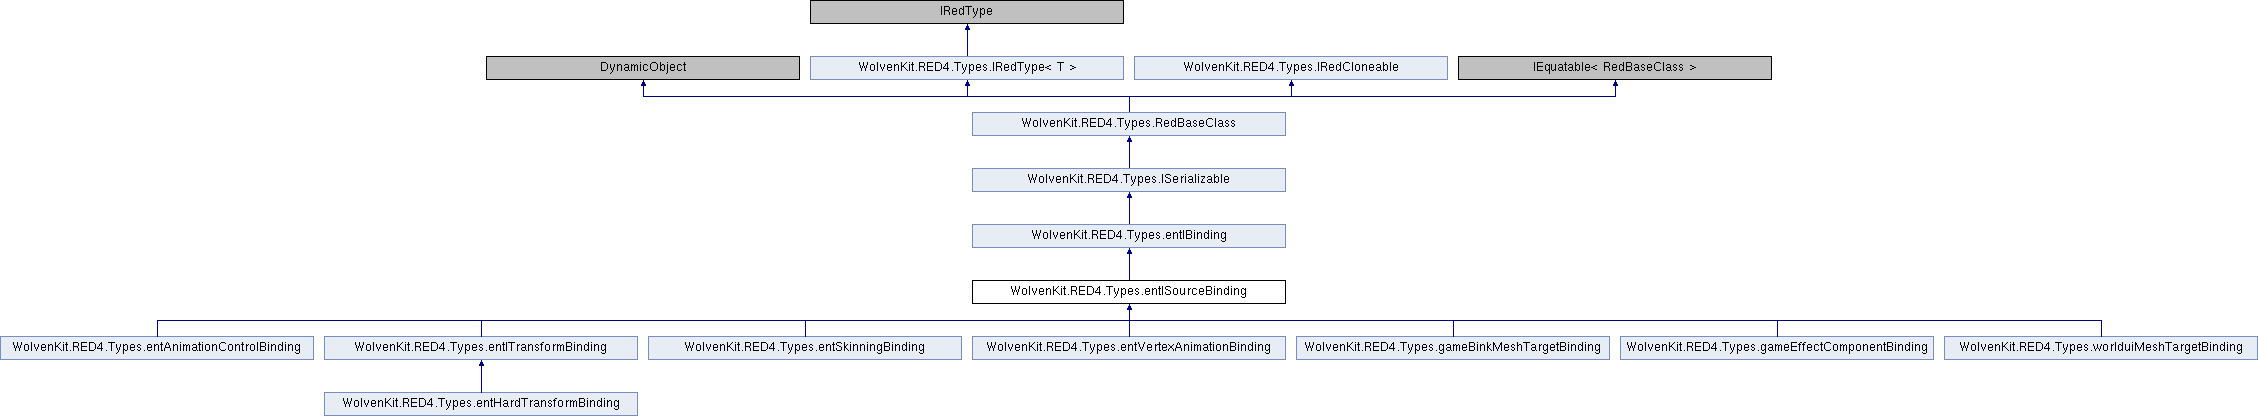 IRedType
DynamicObject
WolvenKit.RED4.Types.IRedType< T >
WolvenKit.RED4.Types.IRedCloneable
IEquatable< RedBaseClass >
WolvenKit.RED4.Types.RedBaseClass
WolvenKit.RED4.Types.ISerializable
WolvenKit.RED4.Types.entIBinding
WolvenKit.RED4.Types.entISourceBinding
WolvenKit.RED4.Types.entAnimationControlBinding
WolvenKit.RED4.Types.entITransformBinding
WolvenKit.RED4.Types.entSkinningBinding
WolvenKit.RED4.Types.entVertexAnimationBinding
WolvenKit.RED4.Types.gameBinkMeshTargetBinding
WolvenKit.RED4.Types.gameEffectComponentBinding
WolvenKit.RED4.Types.worlduiMeshTargetBinding
WolvenKit.RED4.Types.entHardTransformBinding